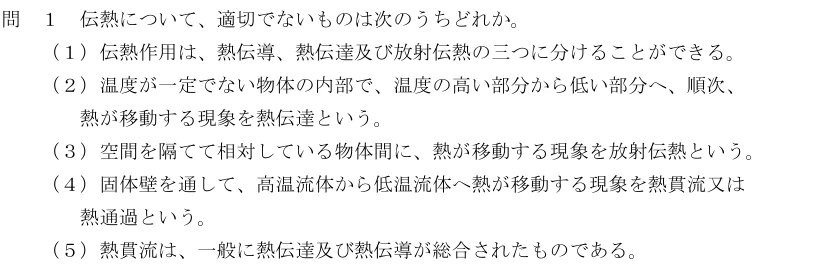 問　１　伝熱について、適切でないものは次のうちどれか。
（１）伝熱作用は、熱伝導、熱伝達及び放射伝熱の三つに分けることができる。
（２）温度が一定でない物体の内部で、温度の高い部分から低い部分へ、順次、
熱が移動する現象を熱伝達という。
（３）空間を隔てて相対している物体間に、熱が移動する現象を放射伝熱という。
（４）固体壁を通して、高温流体から低温流体へ熱が移動する現象を熱貫流又は
熱通過という。
（５）熱貫流は、一般に熱伝達及び熱伝導が総合されたものである。